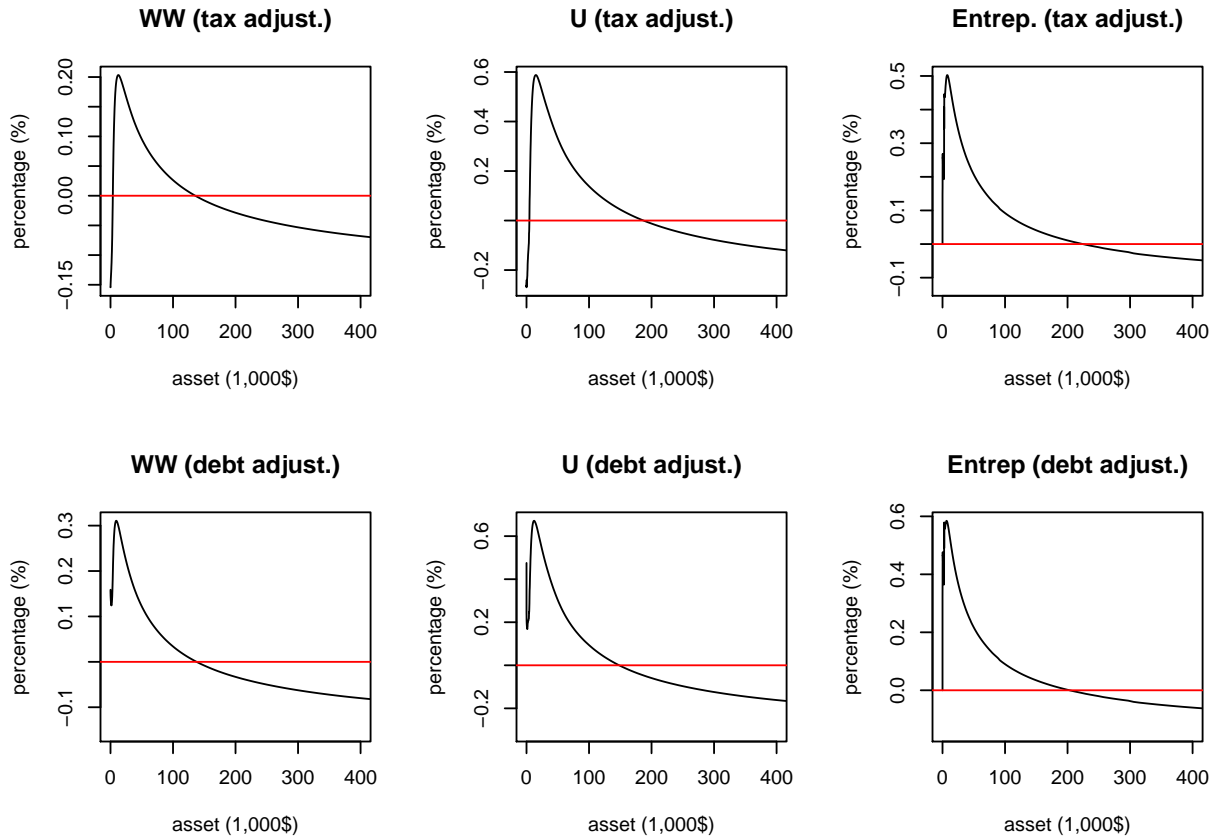 WW (tax adjust.)
percentage (%)
0.20
0.10
0.00
−0.15
0 100 200 300 400
asset (1,000$)
U (tax adjust.)
percentage (%)
0.6
0.4
0.2
−0.2
0 100 200 300 400
asset (1,000$)
Entrep. (tax adjust.)
percentage (%)
0.5
0.3
0.1
−0.1
0 100 200 300 400
asset (1,000$)
WW (debt adjust.)
percentage (%)
0.3
0.2
0.1
−0.1
0 100 200 300 400
asset (1,000$)
U (debt adjust.)
percentage (%)
0.6
0.2
−0.2
0 100 200 300 400
asset (1,000$)
Entrep (debt adjust.)
percentage (%)
0.6
0.4
0.2
0.0
0 100 200 300 400
asset (1,000$)